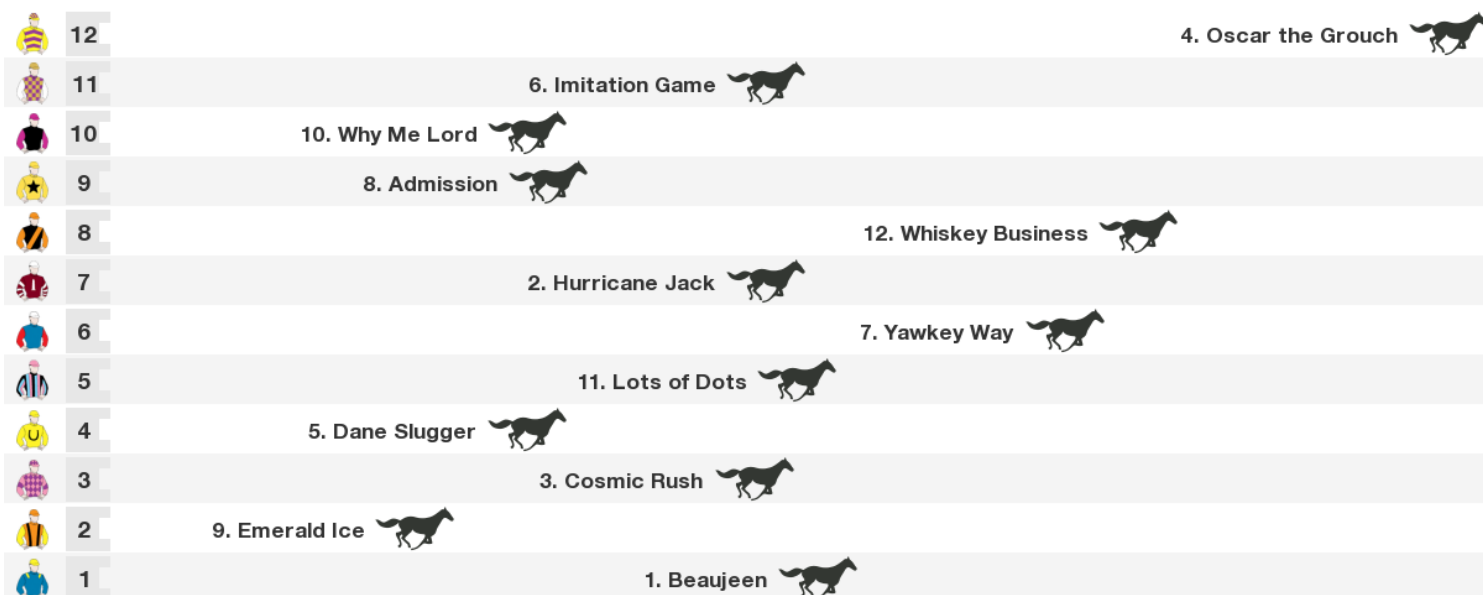 12 4. Oscar the Grouch
11 6. Imitation Game
10 10. Why Me Lord
9 8. Admission
8 12. Whiskey Business
7 2. Hurricane Jack
1
6 7. Yawkey Way
5 11. Lots of Dots
4 5. Dane Slugger
3 3. Cosmic Rush
2 9. Emerald Ice
1 1. Beaujeen